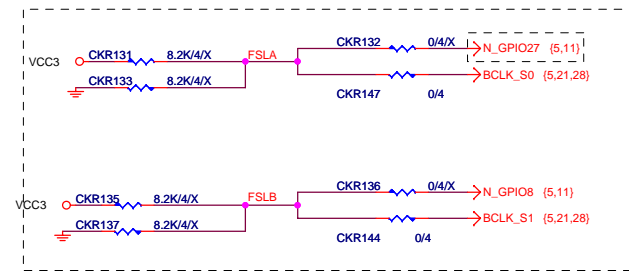 CKR131 8.2K/4/X FSLA CKR132 0/4/X N_GPIO27 {5,11}
VCC3
CKR133 8.2K/4/X BCLK_S0 {5,21,28}
CKR147 0/4
CKR135 8.2K/4/X FSLB CKR136 0/4/X N_GPIO8 {5,11}
VCC3
CKR137 8.2K/4/X BCLK_S1 {5,21,28}
CKR144 0/4